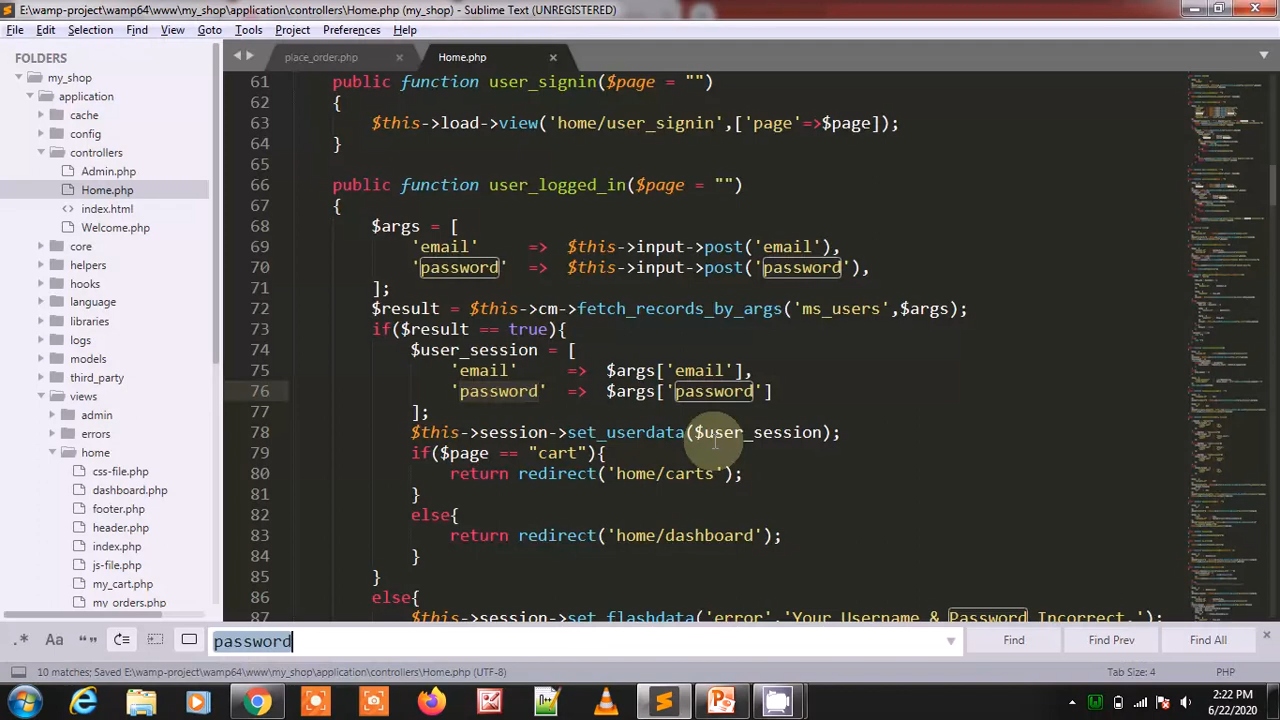 E:\wamp-project\wamp64\www\my_shop\application\controllers\Home.php (my_shop) - Sublime Text (UNREGISTERED)
File Edit Selection Find View Goto Tools Project Preferences Help
FOLDERS
my_shop
application
cache
config
controllers
Admin.php
Home.php
index.html
Welcome.php
core
helpers
hooks
language
libraries
logs
models
third_party
views
admin
errors
home
css-file.php
dashboard.php
footer.php
header.php
index.php
js-file.php
my_cart.php
my_orders.php
place_order.php
Home.php
61 public function user_signin($page = "")
62 {
63 $this->load->view('home/user_signin',['page'=>$page]);
64 }
65
66 public function user_logged_in($page = "")
67 {
68 $args = [
69 'email' => $this->input->post('email'),
70 'password => $this->input->post('password'),
71 ];
72 $result = $this->cm->fetch_records_by_args('ms_users',$args);
73 if($result == true){
74 $user_session = [
75 'email' => $args['email'],
76 'password' => $args['password']
77 ];
78 $this->session->set_userdata($user_session);
79 if($page == "cart"){
80 return redirect('home/carts');
81 }
82 else{
83 return redirect('home/dashboard');
84 }
85 }
86 else{
87 $this->session->set_flashdata('error','Your Username & Password Incorrect.');
.* Aa password Find Find Prev Find All
10 matches: Saved E:\wamp-project\wamp64\www\my_shop\application\controllers\Home.php (UTF-8)
Tab Size: 4
PHP
2:22 PM
6/22/2020